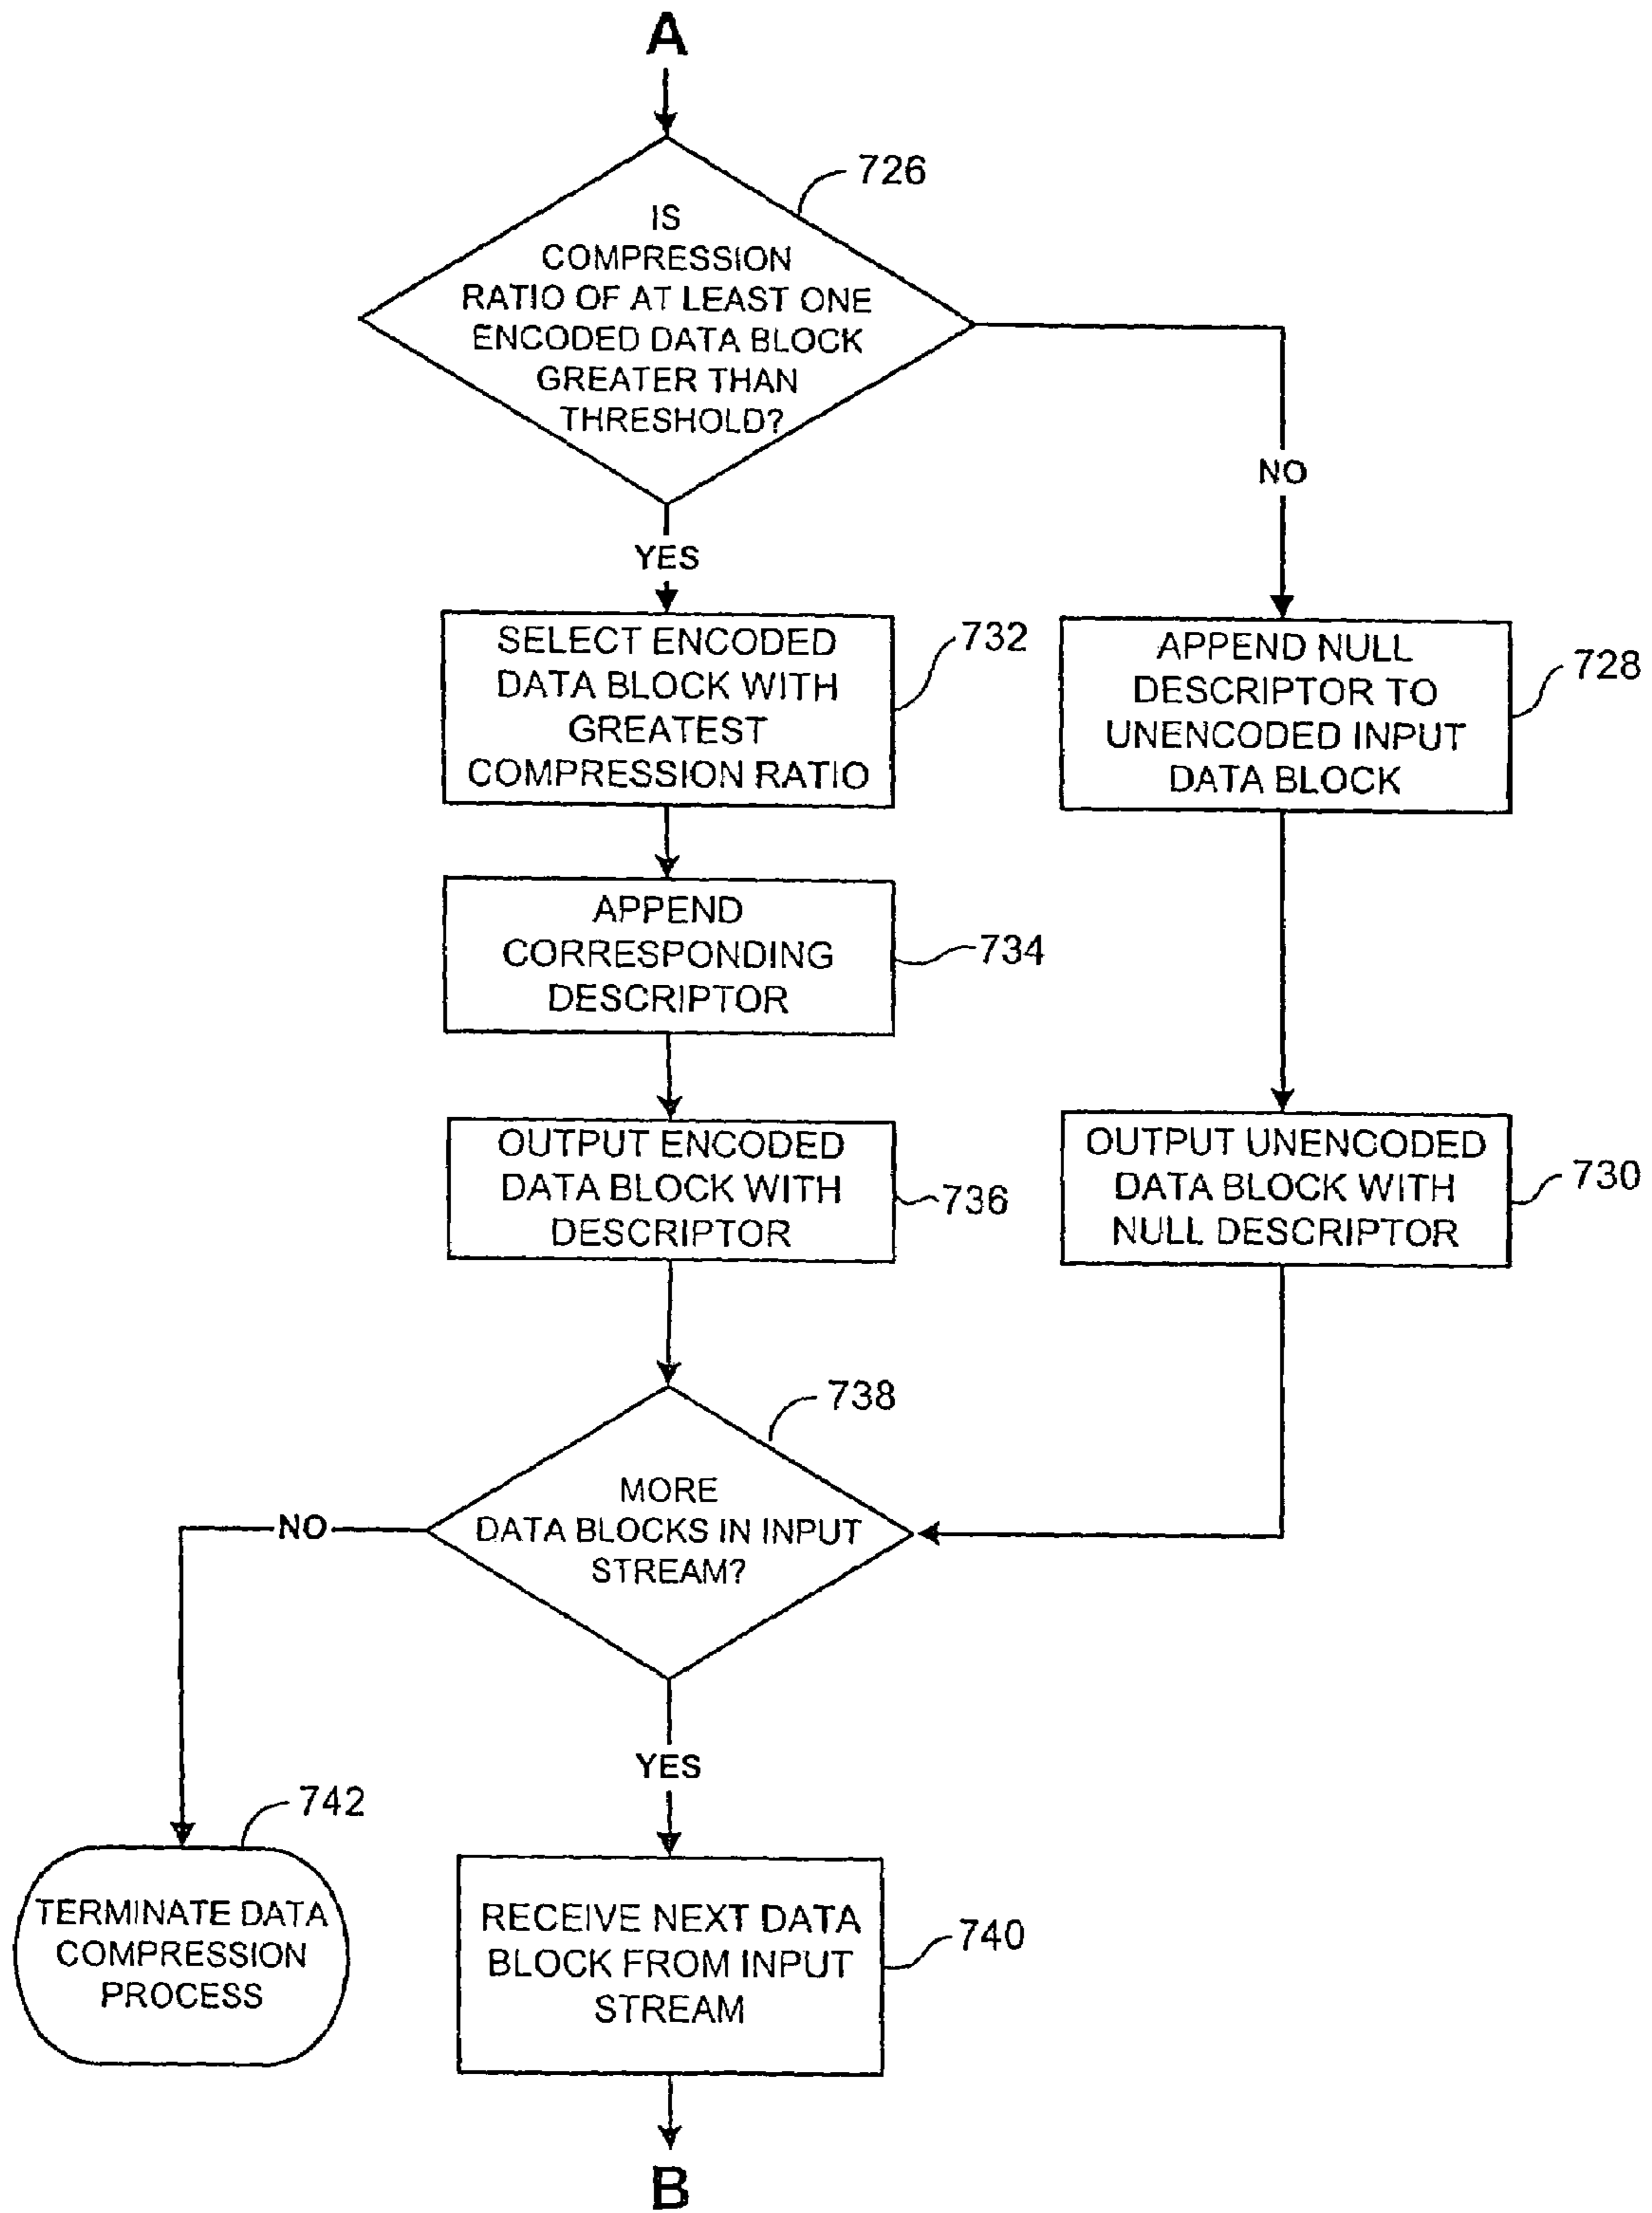 A
726
IS
COMPRESSION
RATIO OF AT LEAST ONE
ENCODED DATA BLOCK
GREATER THAN
THRESHOLD?
NO
YES
SELECT ENCODED
DATA BLOCK WITH
GREATEST
COMPRESSION RATIO
732
APPEND NULL
DESCRIPTOR TO
UNENCODED INPUT
DATA BLOCK
728
APPEND
CORRESPONDING
DESCRIPTOR
734
OUTPUT ENCODED
DATA BLOCK WITH
DESCRIPTOR
736
OUTPUT UNENCODED
DATA BLOCK WITH
NULL DESCRIPTOR
730
738
MORE
DATA BLOCKS IN INPUT
STREAM?
NO
YES
742
TERMINATE DATA
COMPRESSION
PROCESS
RECEIVE NEXT DATA
BLOCK FROM INPUT
STREAM
740
B